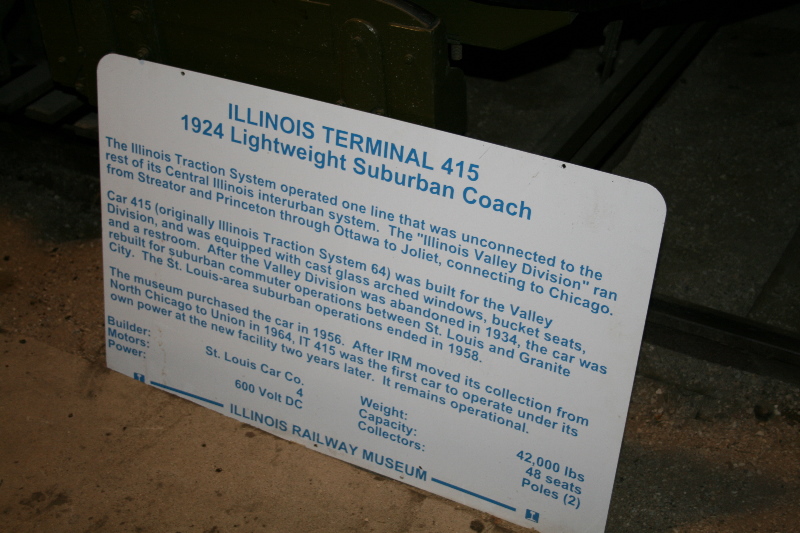 ILLINOIS TERMINAL 415
1924 Lightweight Suburban Coach
The Illinois Traction System operated one line that was unconnected to the
rest of its Central Illinois interurban system. The "Illinois Valley Division" ran
from Streator and Princeton through Ottawa to Joliet, connecting to Chicago.
Car 415 (originally Illinois Traction System 64) was built for the Valley
Division, and was equipped with cast glass arched windows, bucket seats,
and a restroom. After the Valley Division was abandoned in 1934, the car was
rebuilt for suburban commuter operations between St. Louis and Granite
City. The St. Louis-area suburban operations ended in 1958.
The museum purchased the car in 1956. After IRM moved its collection from
North Chicago to Union in 1964, IT 415 was the first car to operate under its
own power at the new facility two years later. It remains operational.
Builder: St. Louis Car Co. Weight: 42,000 lbs
Motors: 4 Capacity: 48 seats
Power: 600 Volt DC Collectors: Poles (2)
ILLINOIS RAILWAY MUSEUM